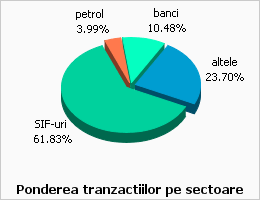 petrol
3.99%
banci
10.48%
altele
23.70%
SIF-uri
61.83%
Ponderea tranzactiilor pe sectoare